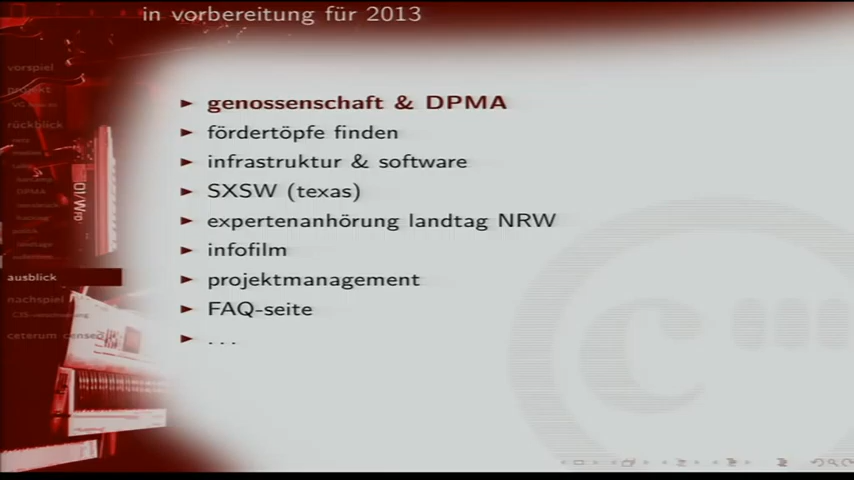 in vorbereitung für 2013
vorspiel
projekt
rückblick
DPMA
ausblick
nachspiel
ceterum censeo
genossenschaft & DPMA
fördertöpfe finden
infrastruktur & software
SXSW (texas)
expertenanhörung landtag NRW
infofilm
projektmanagement
FAQ-seite
...